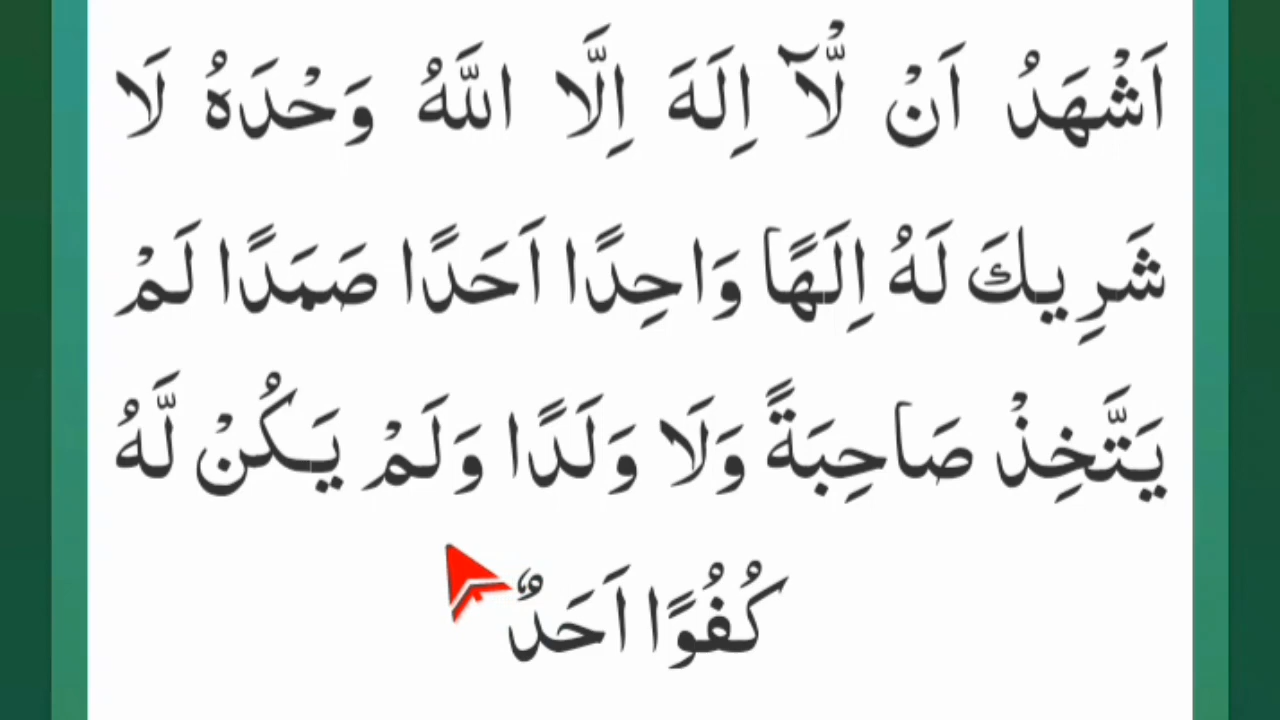 اَشْهَدُ اَنْ لَّآ اِلَهَ اِلَّا اللَّهُ وَحْدَهُ لَا
شَرِيكَ لَهُ اِلَهًا وَاحِدًا اَحَدًا صَمَدًا لَمْ
يَتَّخِذْ صَاحِبَةً وَلَا وَلَدًا وَلَمْ يَكُنْ لَّهُ
كُفُوًا اَحَدٌ